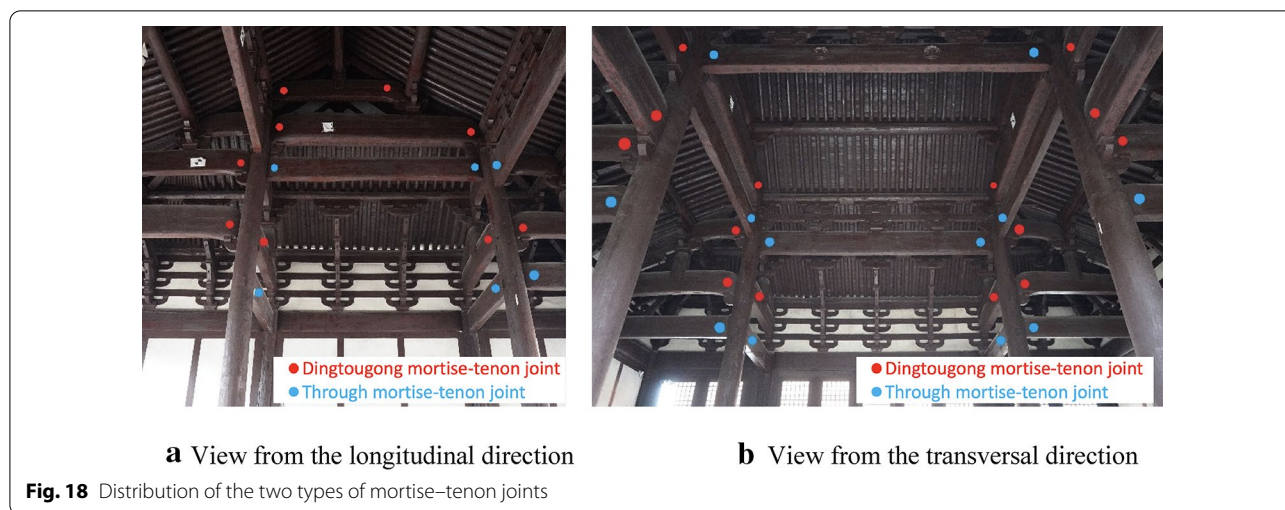 Dingtougong mortise-tenon joint
Through mortise-tenon joint
Dingtougong mortise-tenon joint
Through mortise-tenon joint
a View from the longitudinal direction
b View from the transversal direction
Fig. 18 Distribution of the two types of mortise–tenon joints